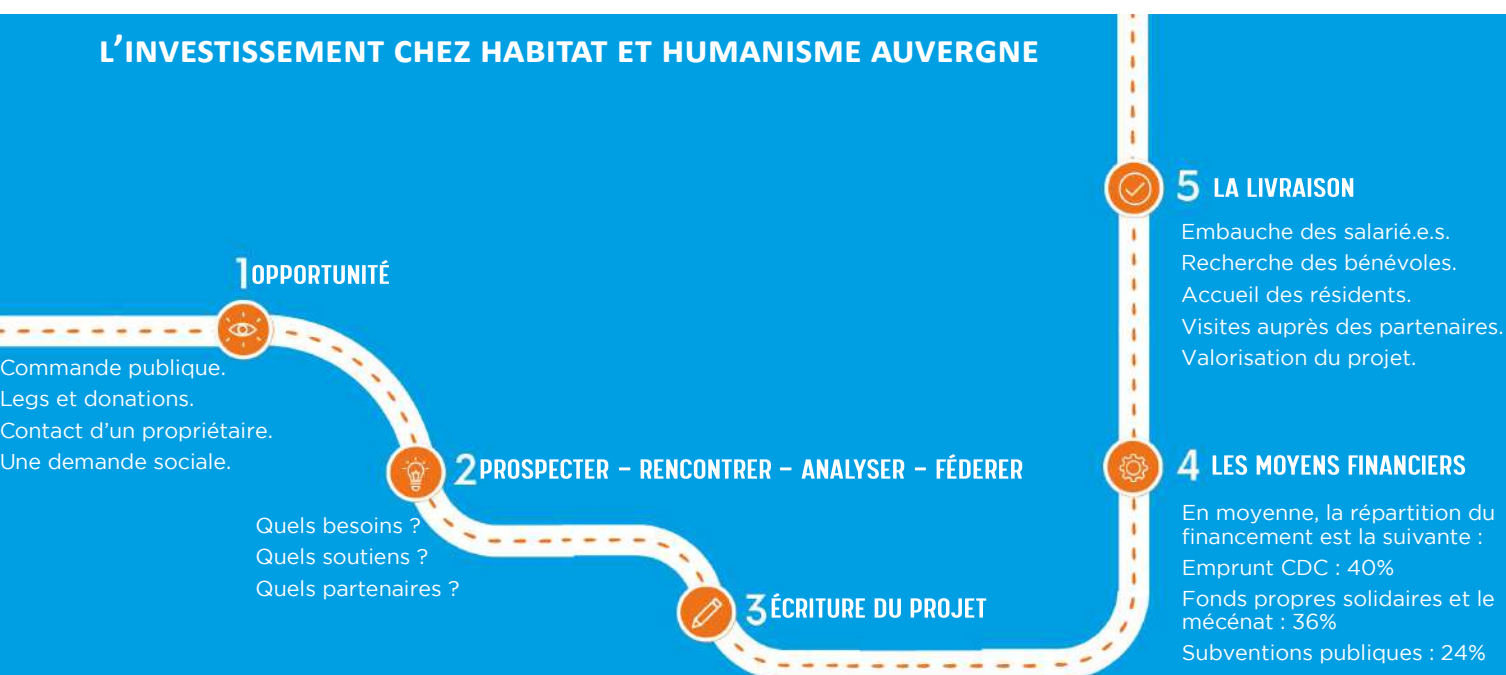 L'INVESTISSEMENT CHEZ HABITAT ET HUMANISME AUVERGNE
1 OPPORTUNITÉ
Commande publique.
Legs et donations.
Contact d'un propriétaire.
Une demande sociale.
2 PROSPECTER – RENCONTRER – ANALYSER – FÉDERER
Quels besoins ?
Quels soutiens ?
Quels partenaires ?
3 ÉCRITURE DU PROJET
4 LES MOYENS FINANCIERS
En moyenne, la répartition du
financement est la suivante :
Emprunt CDC : 40%
Fonds propres solidaires et le
mécénat : 36%
Subventions publiques : 24%
5 LA LIVRAISON
Embauche des salarié.e.s.
Recherche des bénévoles.
Accueil des résidents.
Visites auprès des partenaires.
Valorisation du projet.